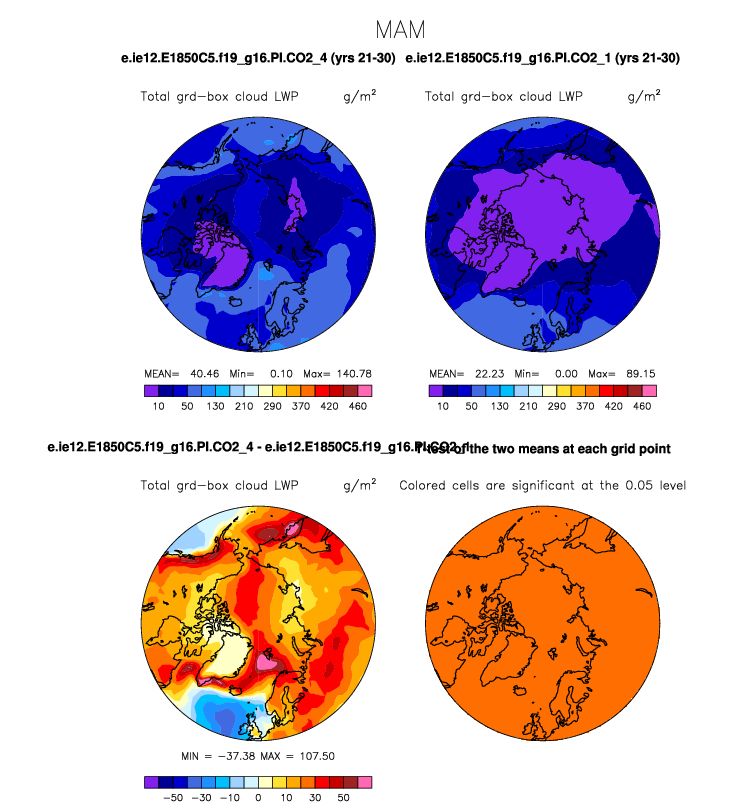 MAM
e.ie12.E1850C5.f19_g16.PI.CO2_4 (yrs 21-30) e.ie12.E1850C5.f19_g16.PI.CO2_1 (yrs 21-30)
Total grd-box cloud LWP g/m²
Total grd-box cloud LWP g/m²
MEAN= 40.46 Min= 0.10 Max= 140.78
MEAN= 22.23 Min= 0.00 Max= 89.15
10 50 130 210 290 370 420 460
10 50 130 210 290 370 420 460
e.ie12.E1850C5.f19_g16.PI.CO2_4 - e.ie12.E1850C5.f19_g16.PI.CO2_1
T-test of the two means at each grid point
Total grd-box cloud LWP g/m²
Colored cells are significant at the 0.05 level
MIN = -37.38 MAX = 107.50
-50 -30 -10 0 10 30 50